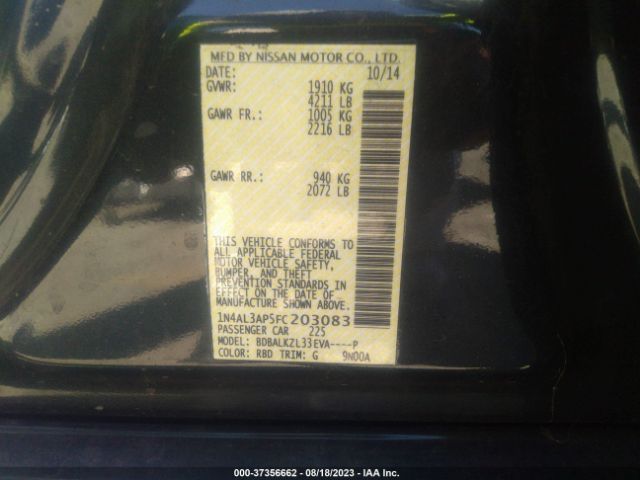 MFD BY NISSAN MOTOR CO., LTD.
DATE: 10/14
GVWR: 1910 KG
4211 LB
GAWR FR.: 1005 KG
2216 LB
GAWR RR.: 940 KG
2072 LB
THIS VEHICLE CONFORMS TO
ALL APPLICABLE FEDERAL
MOTOR VEHICLE SAFETY,
BUMPER, AND THEFT
PREVENTION STANDARDS IN
EFFECT ON THE DATE OF
MANUFACTURE SHOWN ABOVE.
1N4AL3AP5FC203083
PASSENGER CAR 225
MODEL: BDBALKZL33EVA----P
COLOR: RBD TRIM: G 9N00A
000-37356662 - 08/18/2023 - IAA Inc.